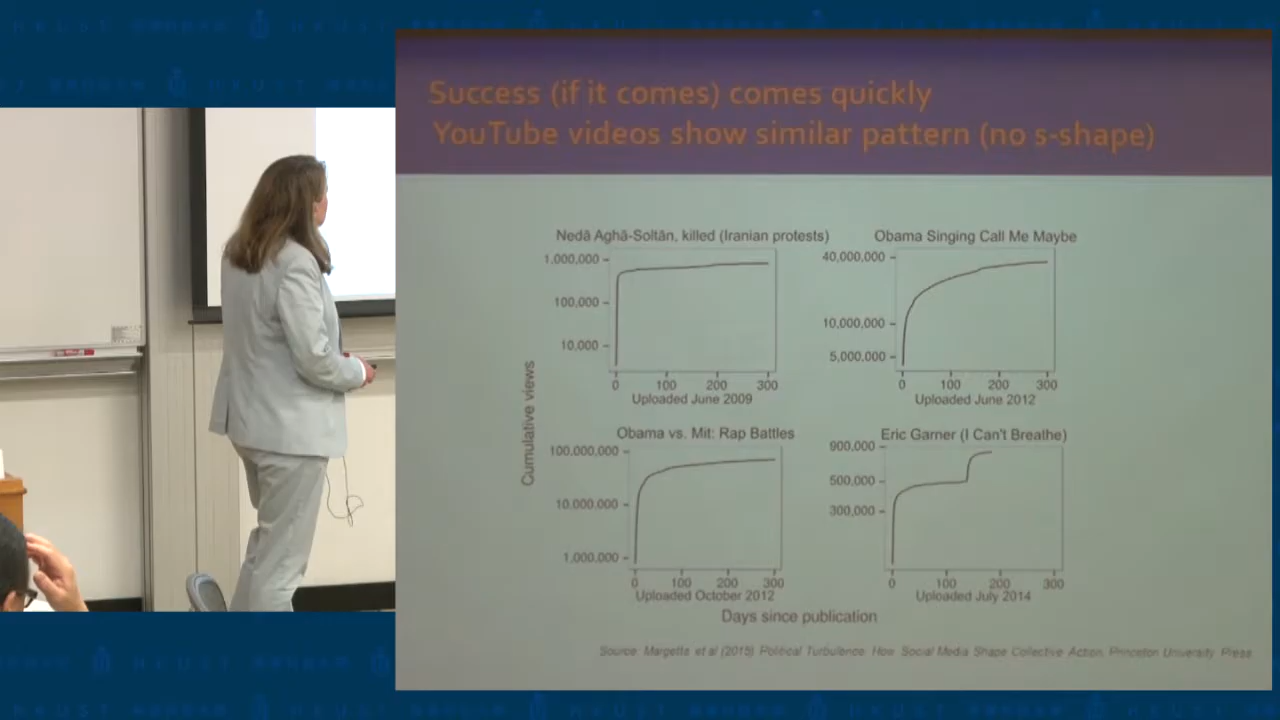 Success (if it comes) comes quickly
YouTube videos show similar pattern (no s-shape)
Nedā Aghā-Soltān, killed (Iranian protests)
1,000,000
100,000
10,000
0 100 200 300
Uploaded June 2009
Obama Singing Call Me Maybe
40,000,000
10,000,000
5,000,000
0 100 200 300
Uploaded June 2012
Cumulative views
Obama vs. Mit: Rap Battles
100,000,000
10,000,000
1,000,000
0 100 200 300
Uploaded October 2012
Eric Garner (I Can't Breathe)
900,000
500,000
300,000
0 100 200 300
Uploaded July 2014
Days since publication
Source: Margetts et al (2015) Political Turbulence: How Social Media Shape Collective Action, Princeton University Press